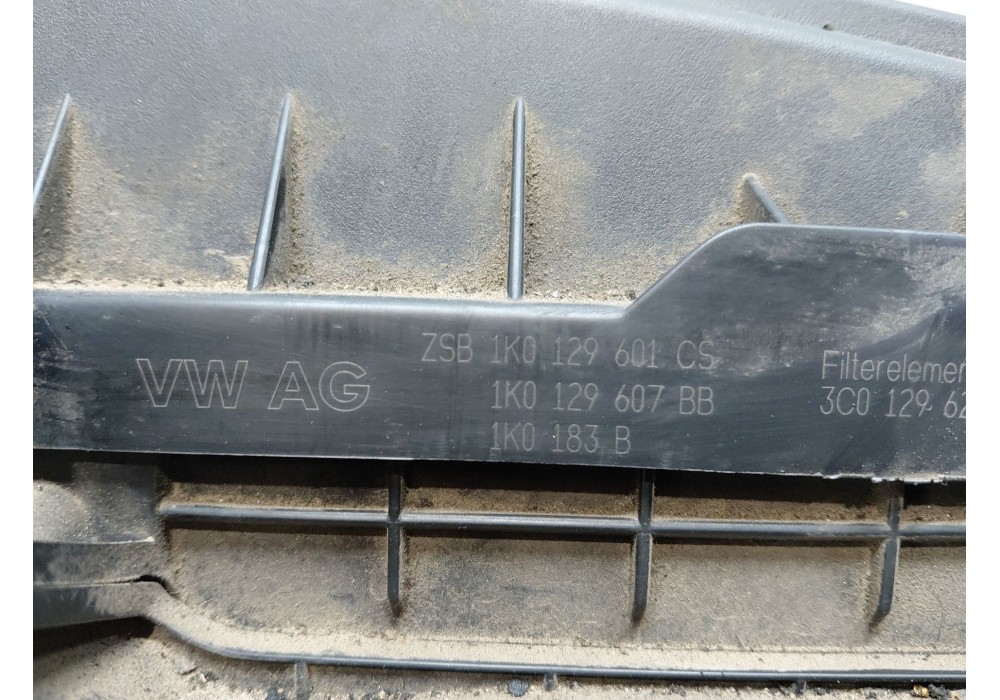 VW AG
ZSB 1K0 129 601 CS
1K0 129 607 BB
1K0 183 B
Filterelemen
3C0 129 62